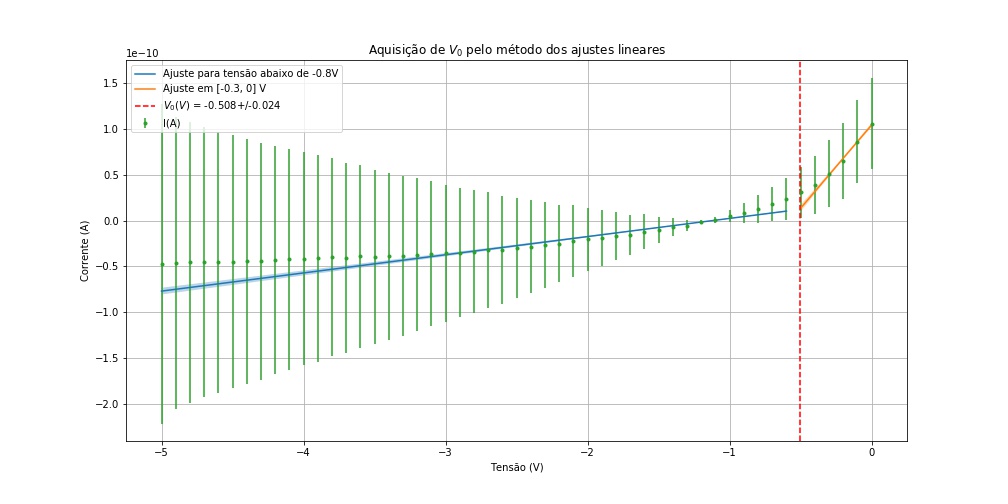 Aquisição de V₀ pelo método dos ajustes lineares
1e−10
Ajuste para tensão abaixo de -0.8V
Ajuste em [-0.3, 0] V
V₀(V) = -0.508+/-0.024
I(A)
1.5
1.0
0.5
0.0
−0.5
−1.0
−1.5
−2.0
Corrente (A)
−5 −4 −3 −2 −1 0
Tensão (V)